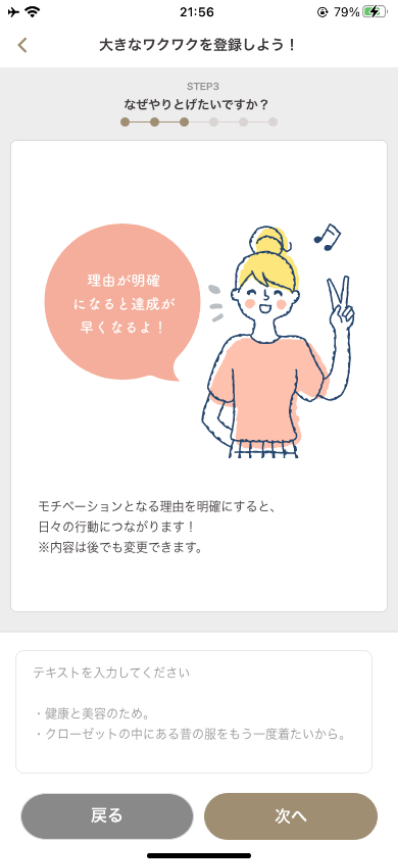 21:56
79%
大きなワクワクを登録しよう！
STEP3
なぜやりとげたいですか？
理由が明確
になると達成が
早くなるよ！
モチベーションとなる理由を明確にすると、
日々の行動につながります！
※内容は後でも変更できます。
テキストを入力してください
・健康と美容のため。
・クローゼットの中にある昔の服をもう一度着たいから。
戻る
次へ